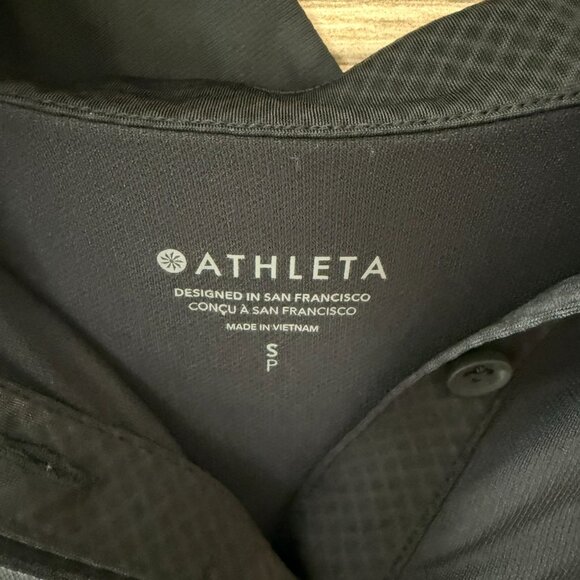 ATHLETA
DESIGNED IN SAN FRANCISCO
CONÇU À SAN FRANCISCO
MADE IN VIETNAM
S
P